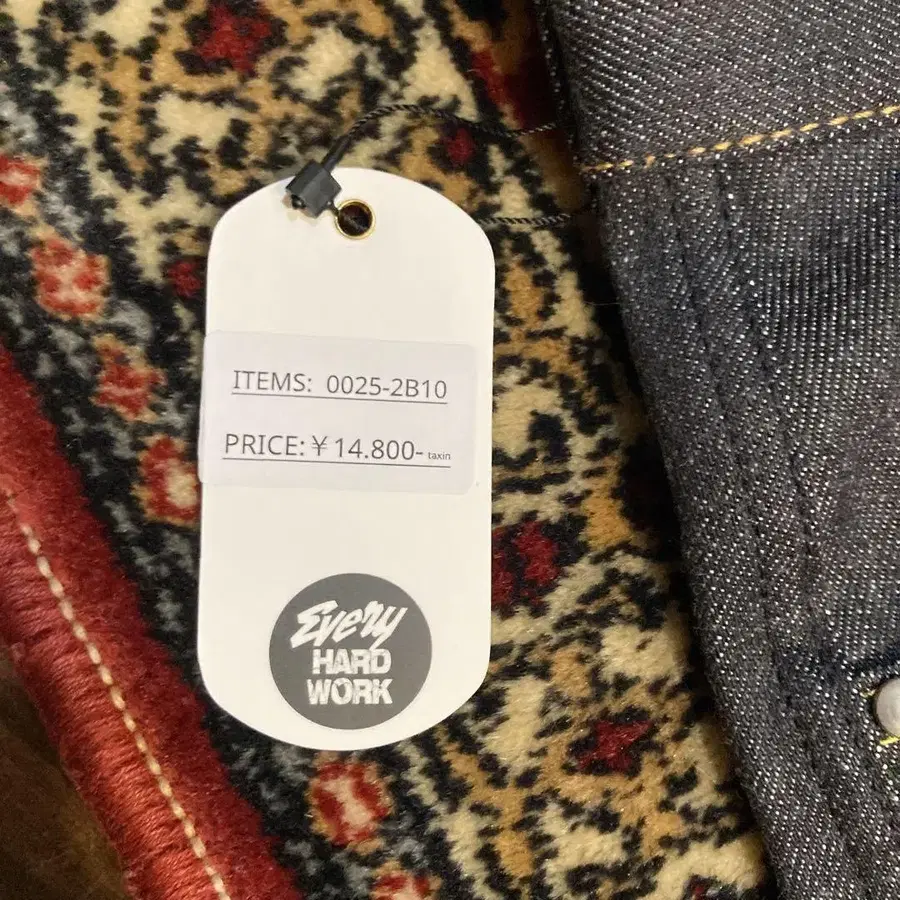 ITEMS: 0025-2B10
PRICE:￥14.800- taxin
Every
HARD
WORK